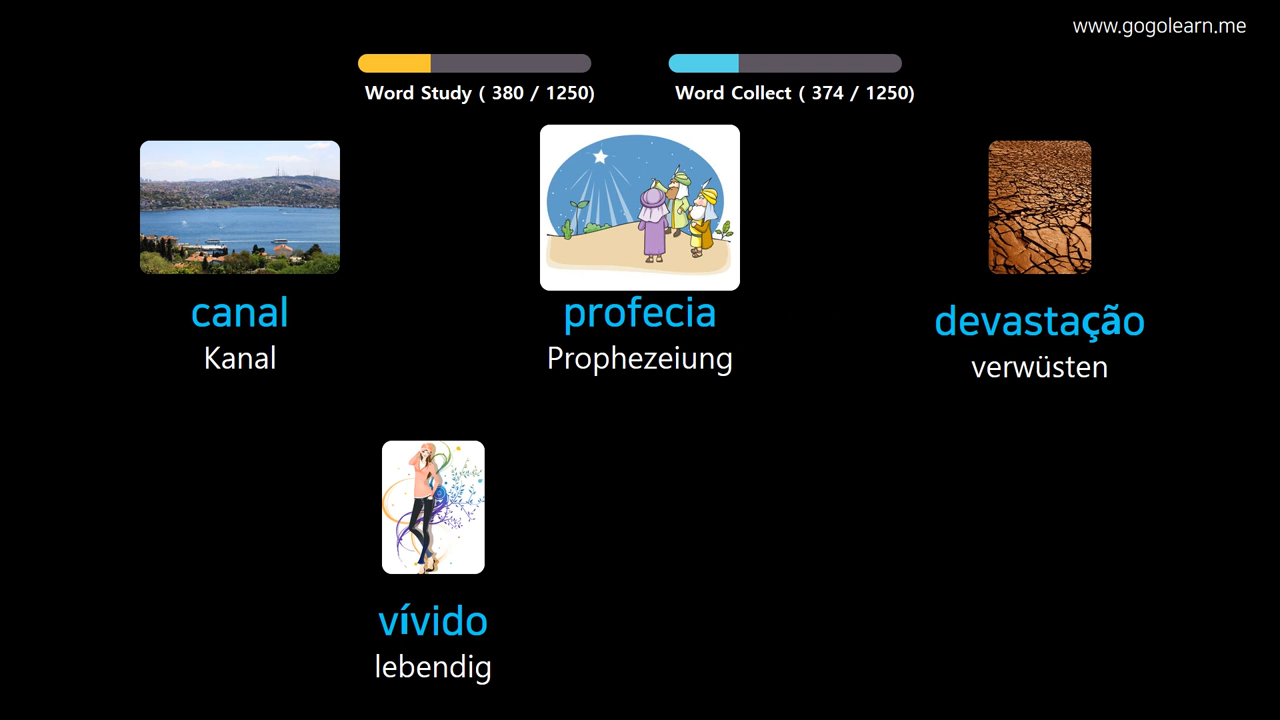 www.gogolearn.me
Word Study ( 380 / 1250)
Word Collect ( 374 / 1250)
canal
Kanal
profecia
Prophezeiung
devastação
verwüsten
vívido
lebendig